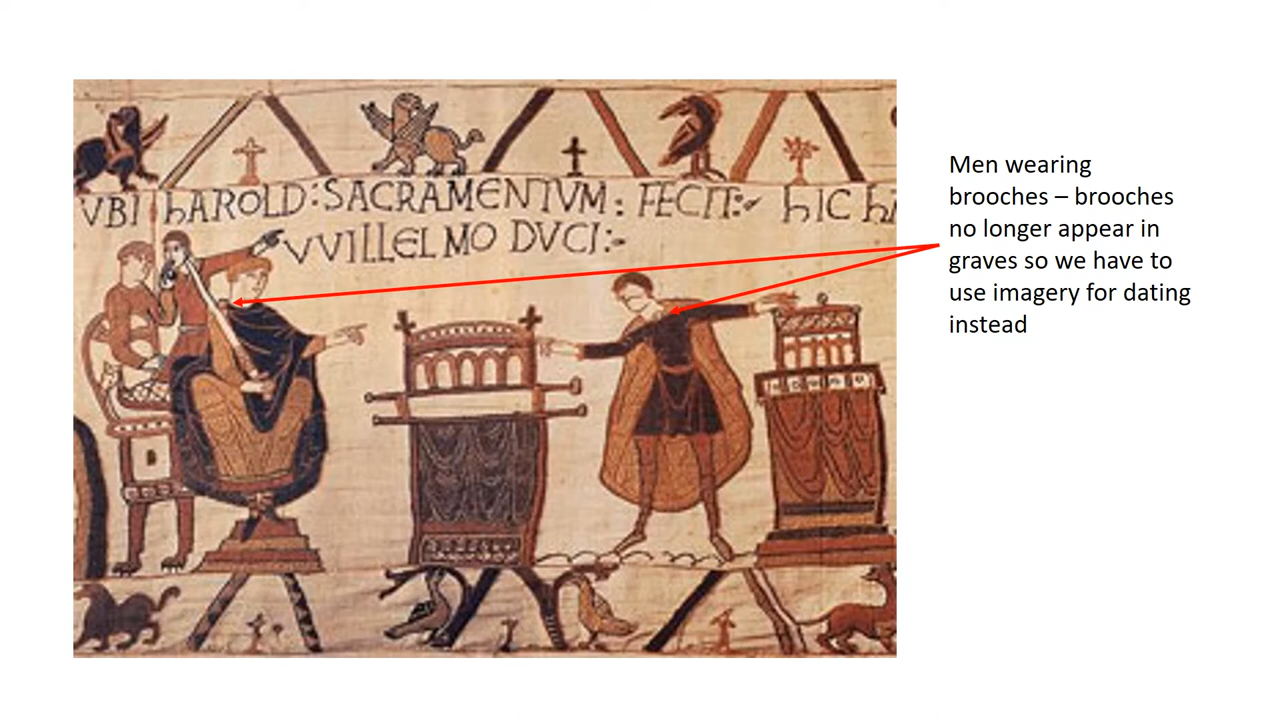 VBI hAROLD:SACRAMENTVM: FECIT:- hIC
VVILLELMO DVCI:-
Men wearing
brooches – brooches
no longer appear in
graves so we have to
use imagery for dating
instead